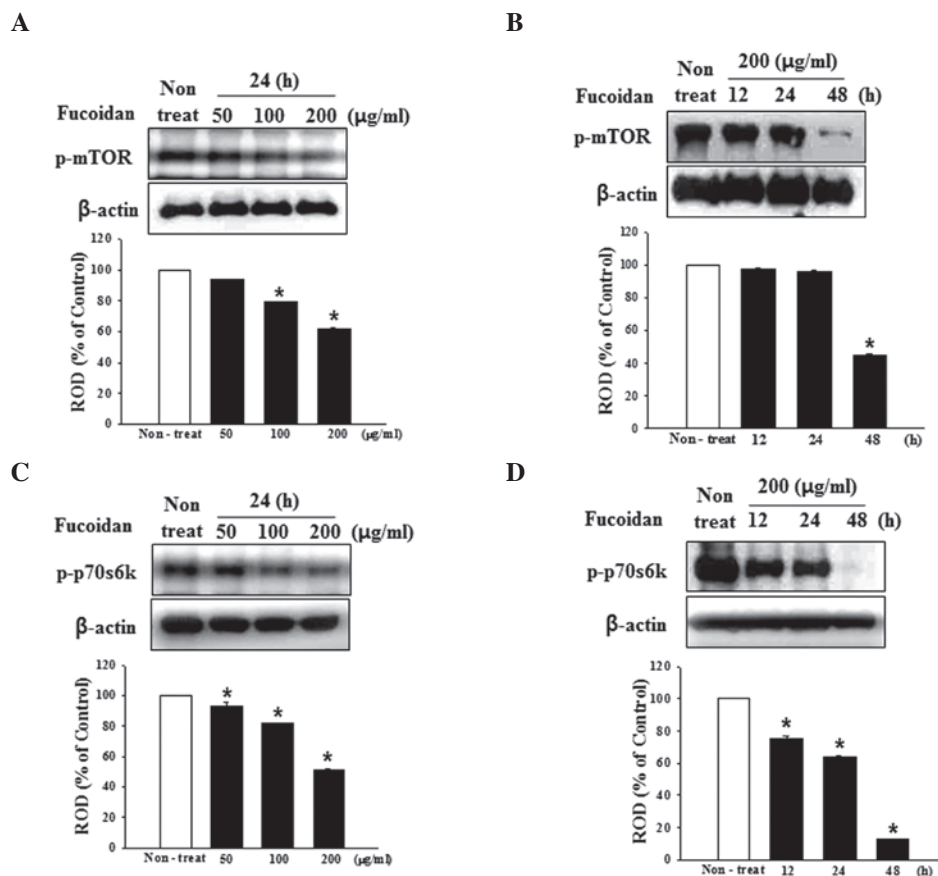 A
Non
treat
24 (h)
Fucoidan
50 100 200 (μg/ml)
p-mTOR
β-actin
ROD (% of Control)
120
100
80
60
40
20
0
*
*
Non - treat 50 100 200 (μg/ml)
B
Non
treat
200 (μg/ml)
Fucoidan
12 24 48 (h)
p-mTOR
β-actin
ROD (% of Control)
120
100
80
60
40
20
0
*
Non - treat 12 24 48 (h)
C
Non
treat
24 (h)
Fucoidan
50 100 200 (μg/ml)
p-p70s6k
β-actin
ROD (% of Control)
120
100
80
60
40
20
0
*
*
*
Non - treat 50 100 200 (μg/ml)
D
Non
treat
200 (μg/ml)
Fucoidan
12 24 48 (h)
p-p70s6k
β-actin
ROD (% of Control)
120
100
80
60
40
20
0
*
*
*
Non - treat 12 24 48 (h)